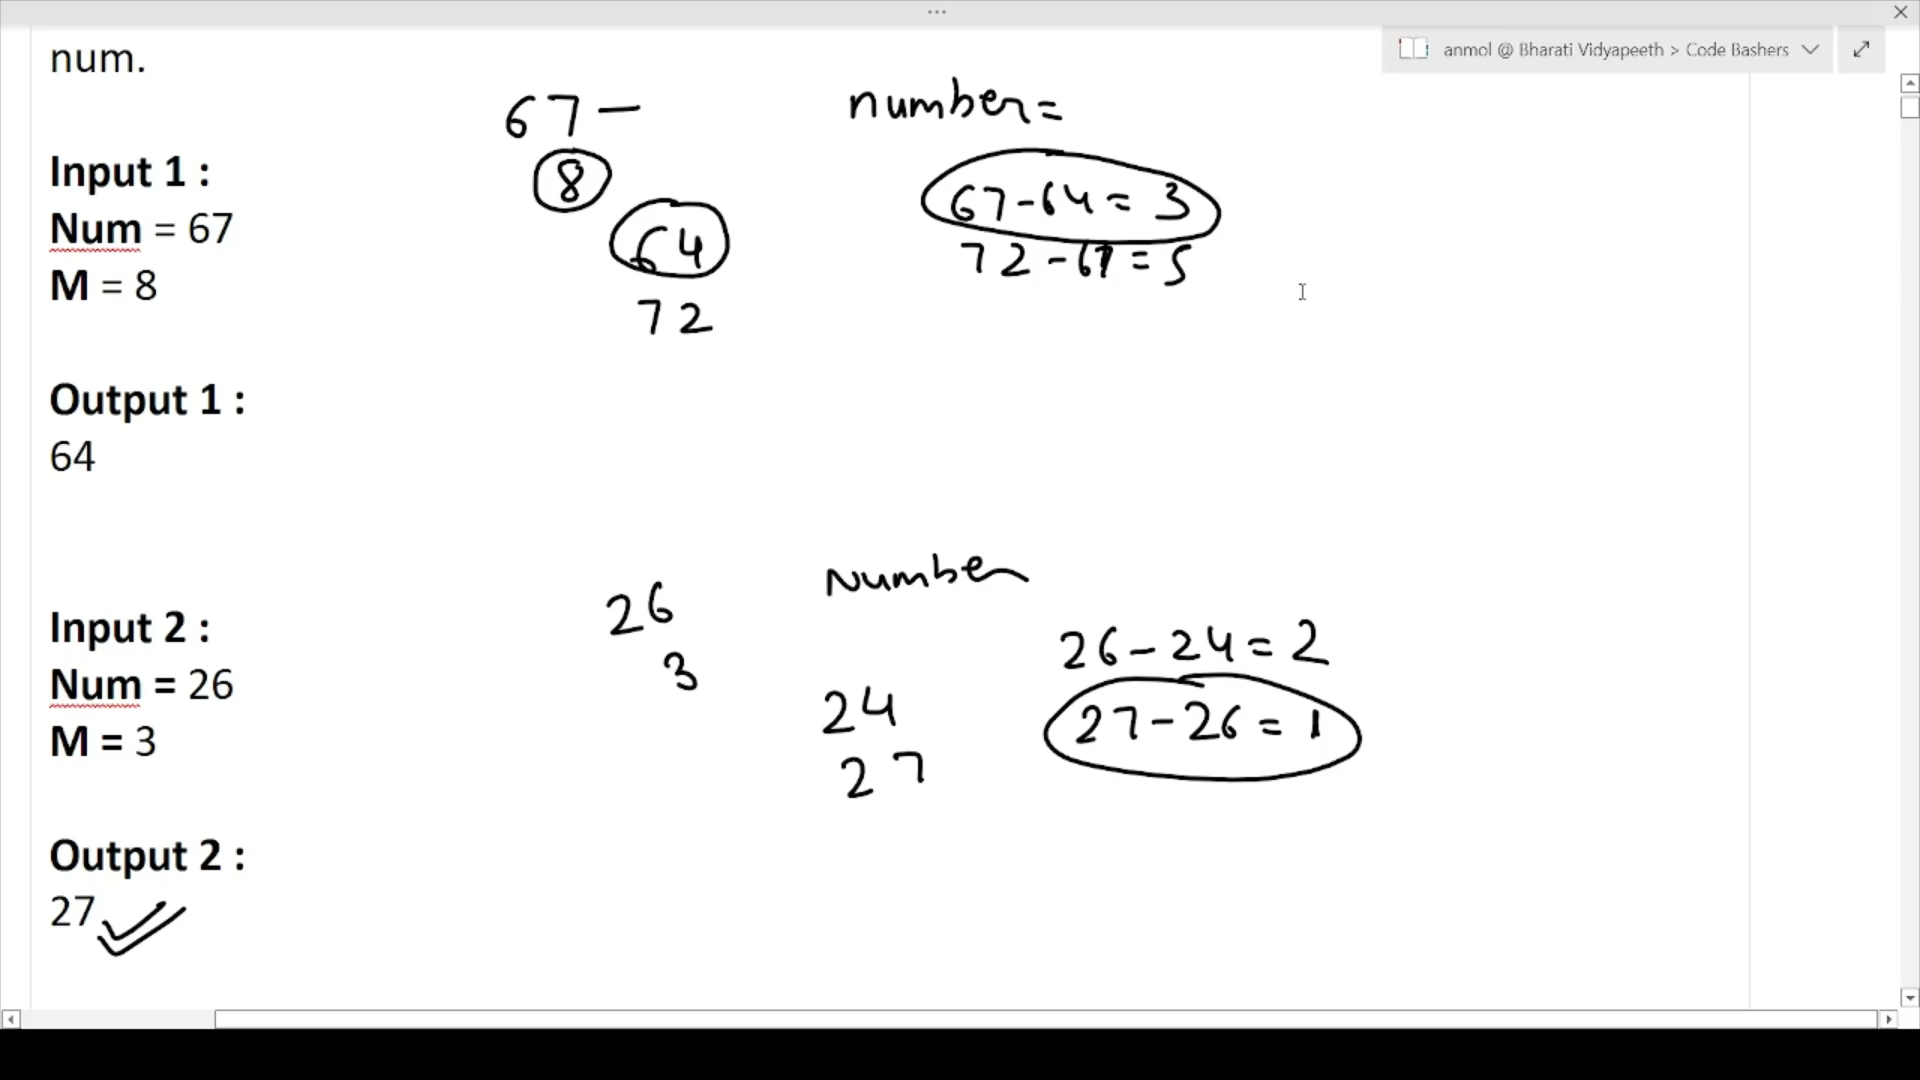 anmol @ Bharati Vidyapeeth > Code Bashers
num.
67 -
8
64
72
number=
67-64= 3
72-67=5
Input 1 :
Num = 67
M = 8
Output 1 :
64
Input 2 :
Num = 26
M = 3
26
3
Number
24
27
26-24=2
27-26=1
Output 2 :
27